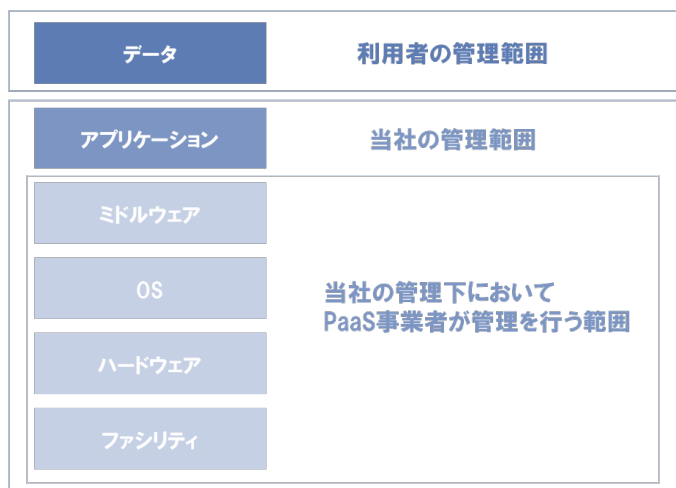 データ
利用者の管理範囲
アプリケーション
当社の管理範囲
ミドルウェア
OS
当社の管理下において
PaaS事業者が管理を行う範囲
ハードウェア
ファシリティ